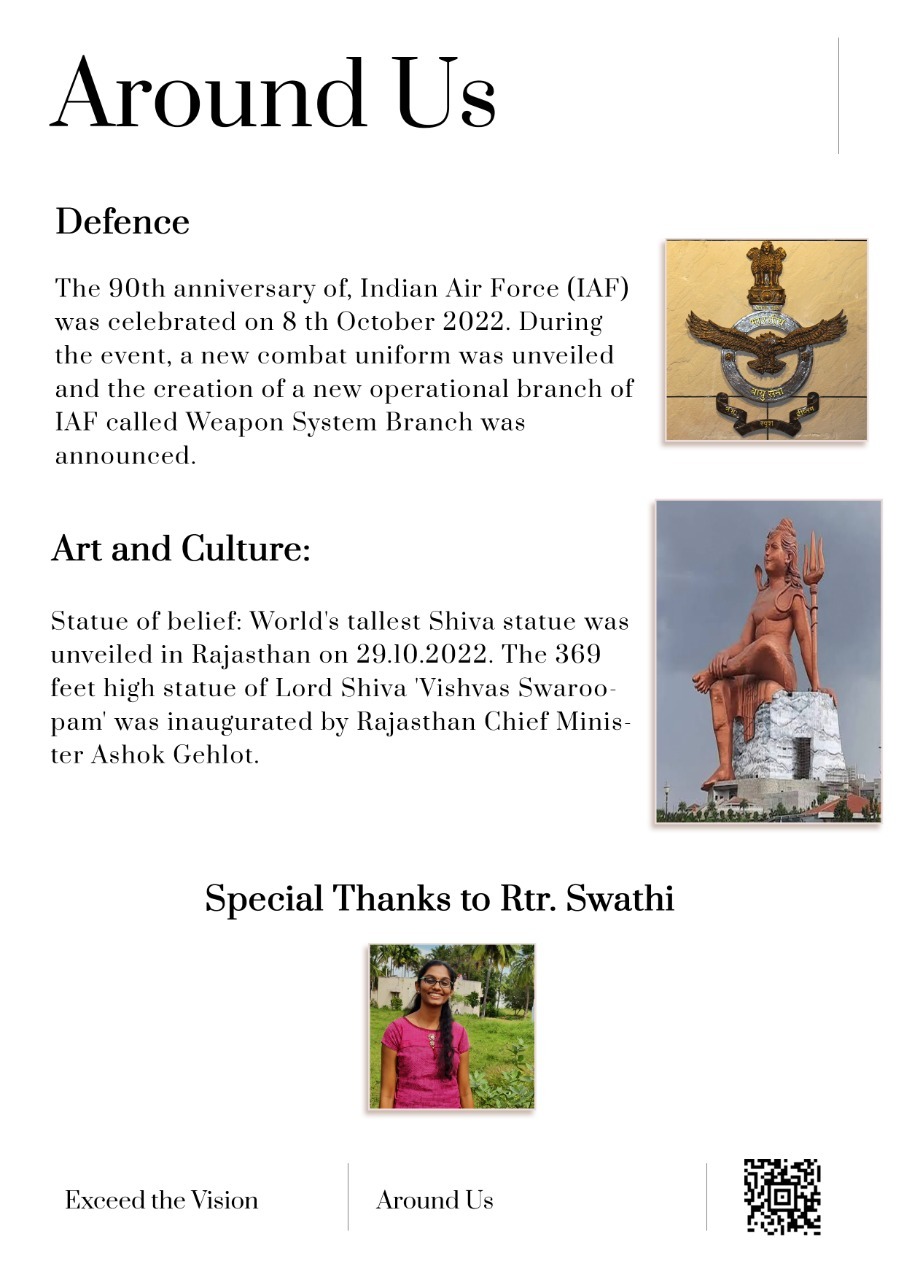 Around Us
Defence
The 90th anniversary of, Indian Air Force (IAF)
was celebrated on 8 th October 2022. During
the event, a new combat uniform was unveiled
and the creation of a new operational branch of
IAF called Weapon System Branch was
announced.
वायु सेना
Art and Culture:
Statue of belief: World's tallest Shiva statue was
unveiled in Rajasthan on 29.10.2022. The 369
feet high statue of Lord Shiva 'Vishvas Swaroo-
pam' was inaugurated by Rajasthan Chief Minis-
ter Ashok Gehlot.
Special Thanks to Rtr. Swathi
Exceed the Vision
Around Us